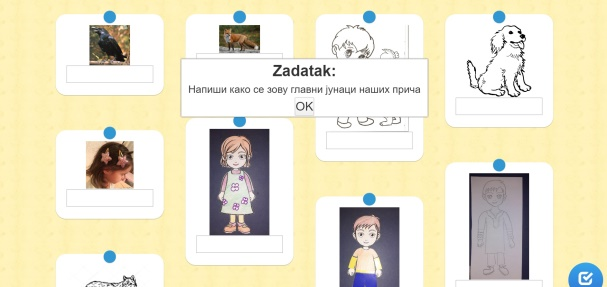 Zadatak:
Напиши како се зову главни јунаци наших прича
OK